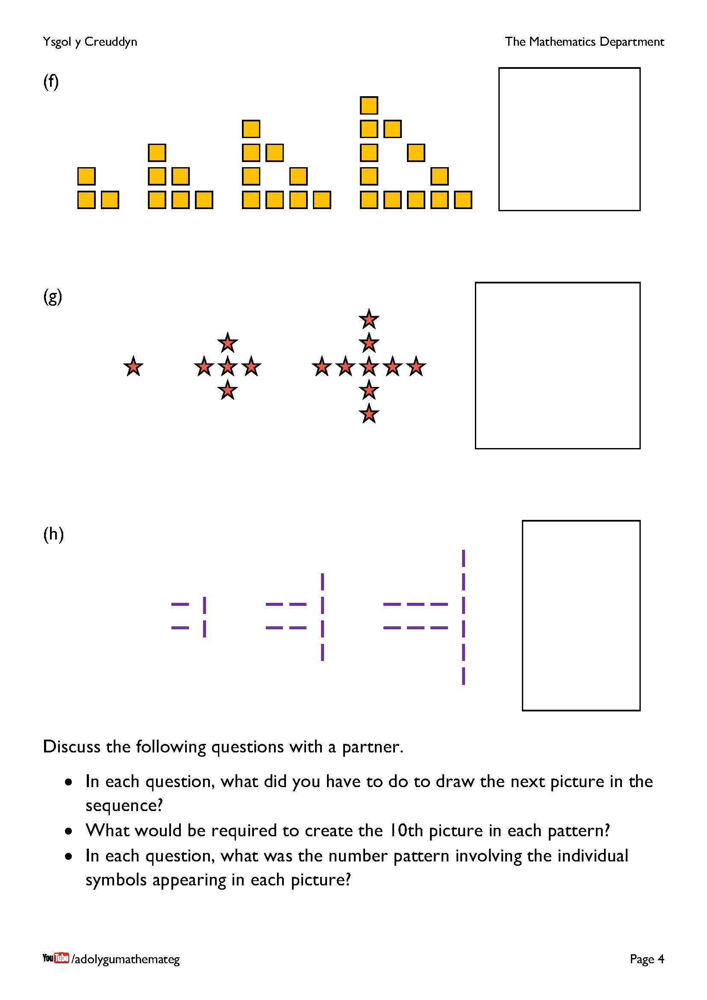 Ysgol y Creuddyn
The Mathematics Department
(f)
(g)
(h)
Discuss the following questions with a partner.
• In each question, what did you have to do to draw the next picture in the
sequence?
• What would be required to create the 10th picture in each pattern?
• In each question, what was the number pattern involving the individual
symbols appearing in each picture?
YouTube/adolygumathemateg
Page 4